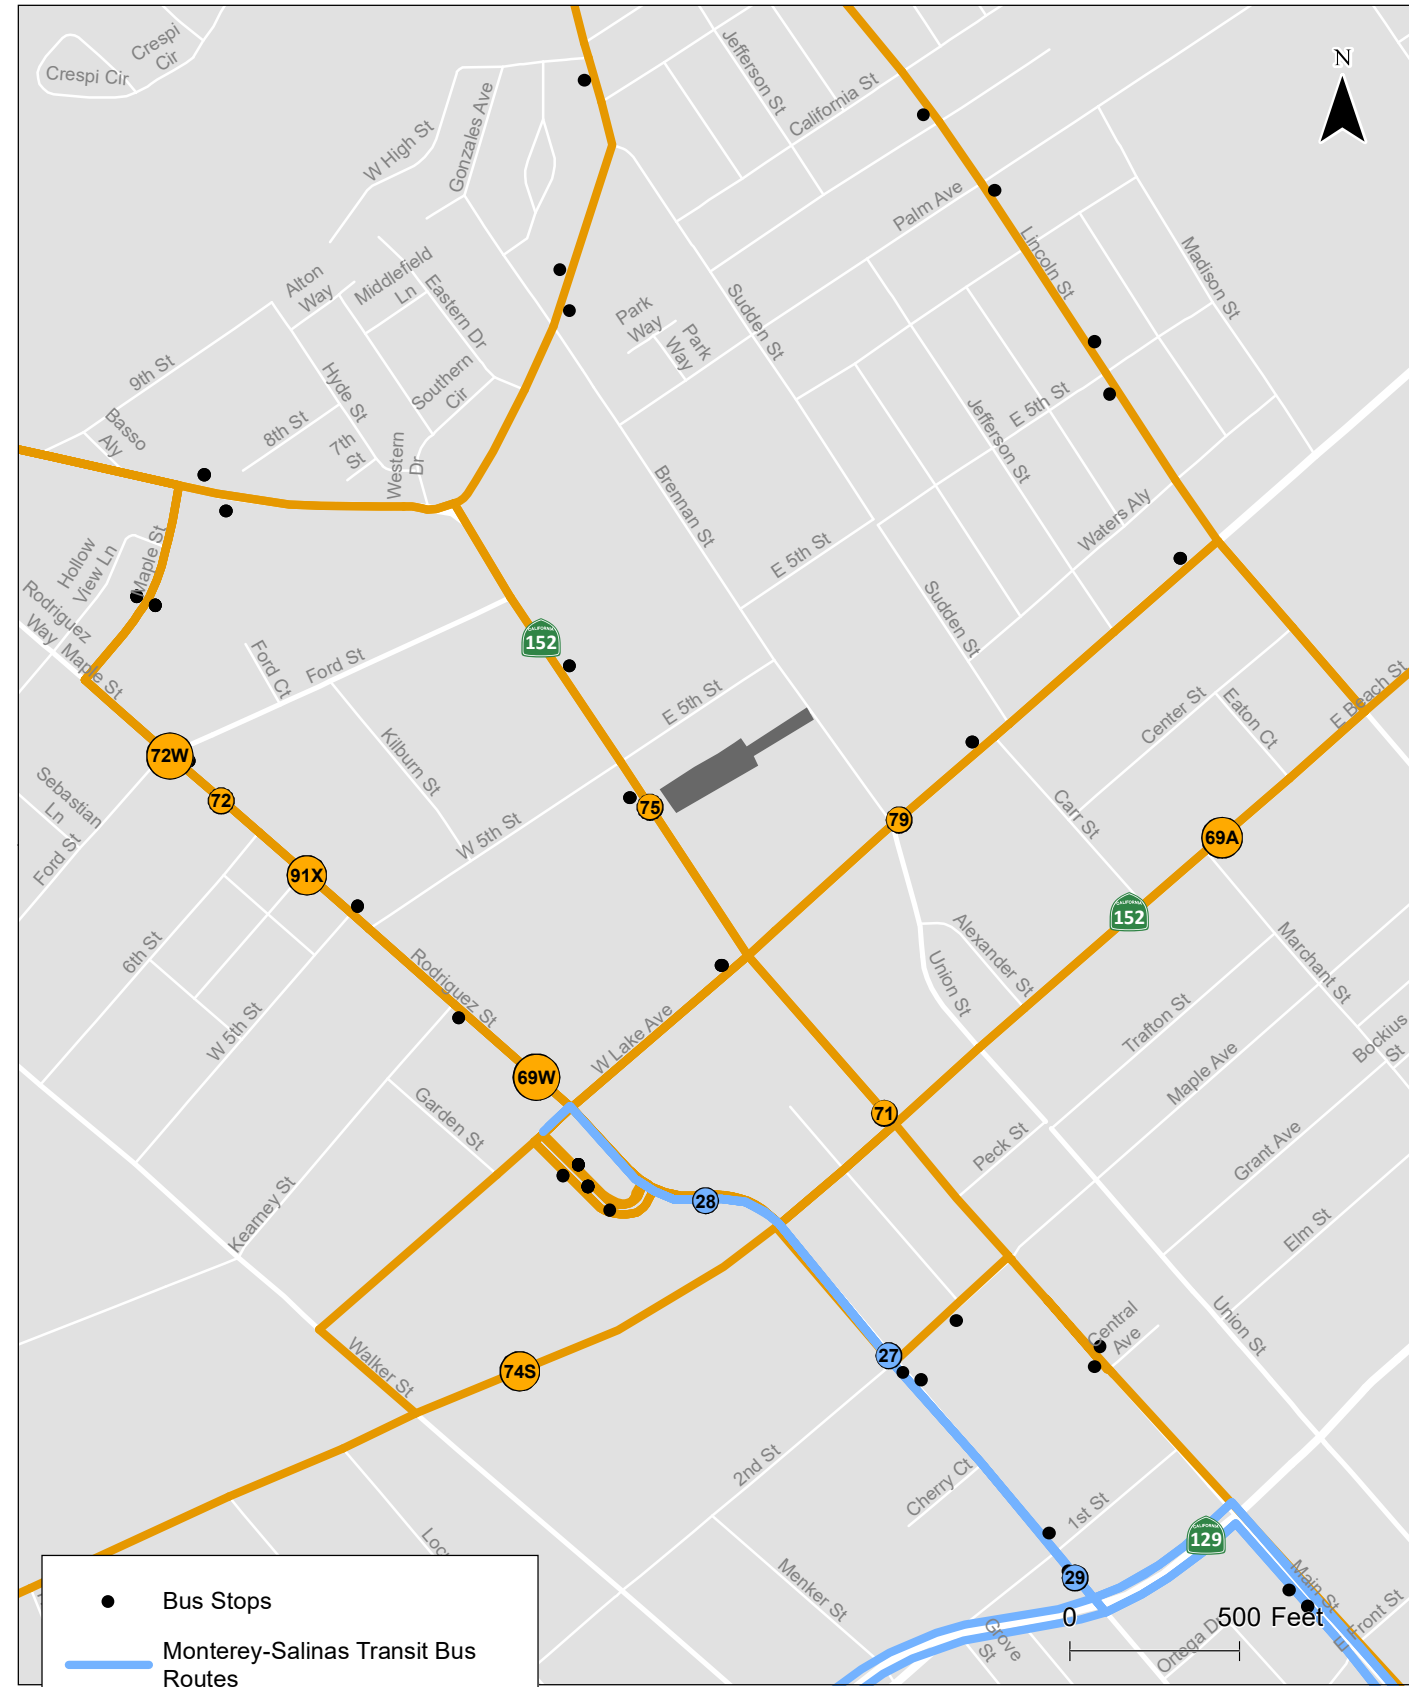 Crespi
Cir
Crespi Cir
N
Jefferson St
California St
W High St
Gonzales Ave
Palm Ave
Lincoln St
Madison St
Alton
Way
Middlefield
Ln
Eastern Dr
Sudden St
Park
Way
Park
Way
9th St
Hyde St
Southern
Cir
Basso
Aly
8th St
7th
St
Western
Dr
E 5th St
Jefferson St
Brennan St
Waters Aly
E 5th St
Hollow
View Ln
Maple St
Rodriguez
Way
Maple St
Ford Ct
Ford St
CALIFORNIA
152
Sudden St
E 5th St
Center St
Eaton Ct
E Beach St
72W
72
Kilburn St
Sebastian
Ln
Ford St
75
79
Carr St
69A
W 5th St
91X
CALIFORNIA
152
6th St
Rodriguez St
Alexander St
Union St
Marchant St
W 5th St
W Lake Ave
Trafton St
Bockius
St
Maple Ave
69W
Garden St
71
Peck St
Grant Ave
Kearney St
28
Elm St
Walker St
27
Central
Ave
Union St
74S
2nd St
Cherry Ct
1st St
CALIFORNIA
129
Menker St
29
Main St
E Front St
Grove
St
Ortega D
0
500 Feet
Bus Stops
Monterey-Salinas Transit Bus
Routes